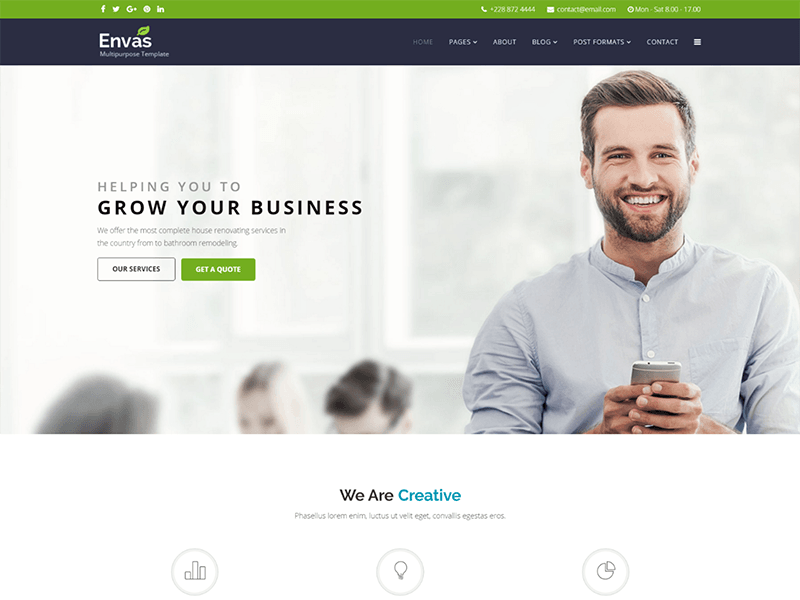 +228 872 4444 contact@email.com Mon - Sat 8.00 - 17.00
Envas
Multipurpose Template
HOME PAGES ABOUT BLOG POST FORMATS CONTACT
HELPING YOU TO
GROW YOUR BUSINESS
We offer the most complete house renovating services in
the country from to bathroom remodeling.
OUR SERVICES GET A QUOTE
We Are Creative
Phasellus lorem enim, luctus ut velit eget, convallis egestas eros.